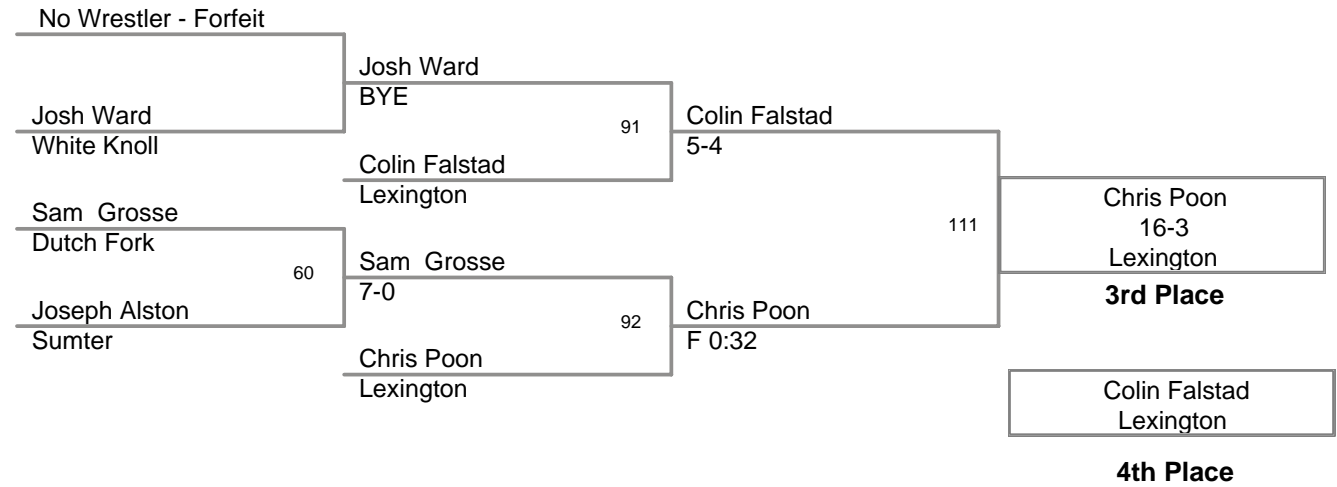 No Wrestler - Forfeit
Josh Ward
White Knoll
Sam  Grosse
Dutch Fork
60
Joseph Alston
Sumter
Josh Ward
BYE
91
Colin Falstad
Lexington
Sam  Grosse
7-0
92
Chris Poon
Lexington
Colin Falstad
5-4
111
Chris Poon
F 0:32
Chris Poon
16-3
Lexington
3rd Place
Colin Falstad
Lexington
4th Place